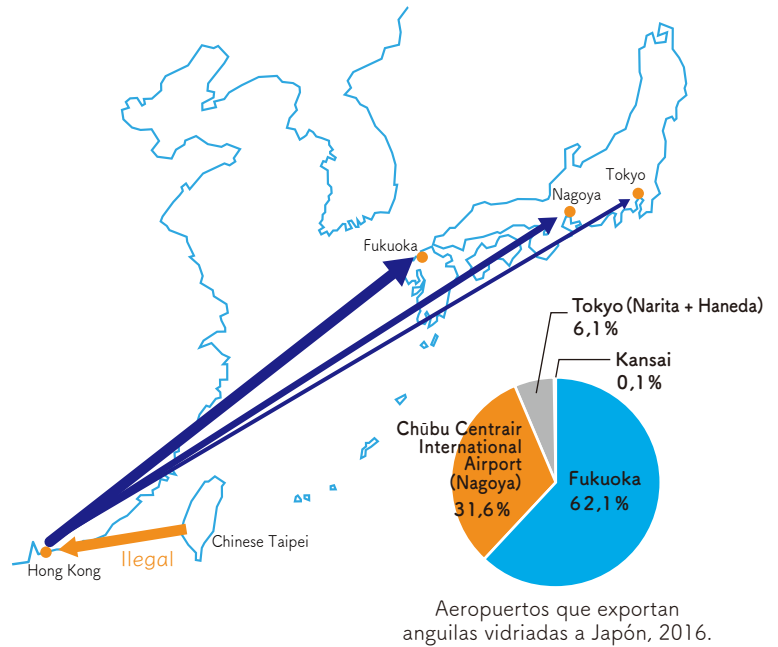 Tokyo
Nagoya
Fukuoka
Tokyo (Narita + Haneda)
6,1%
Kansai
0,1%
Chūbu Centrair
International
Airport
(Nagoya)
31,6%
Fukuoka
62,1%
Chinese Taipei
Ilegal
Hong Kong
Aeropuertos que exportan
anguilas vidriadas a Japón, 2016.